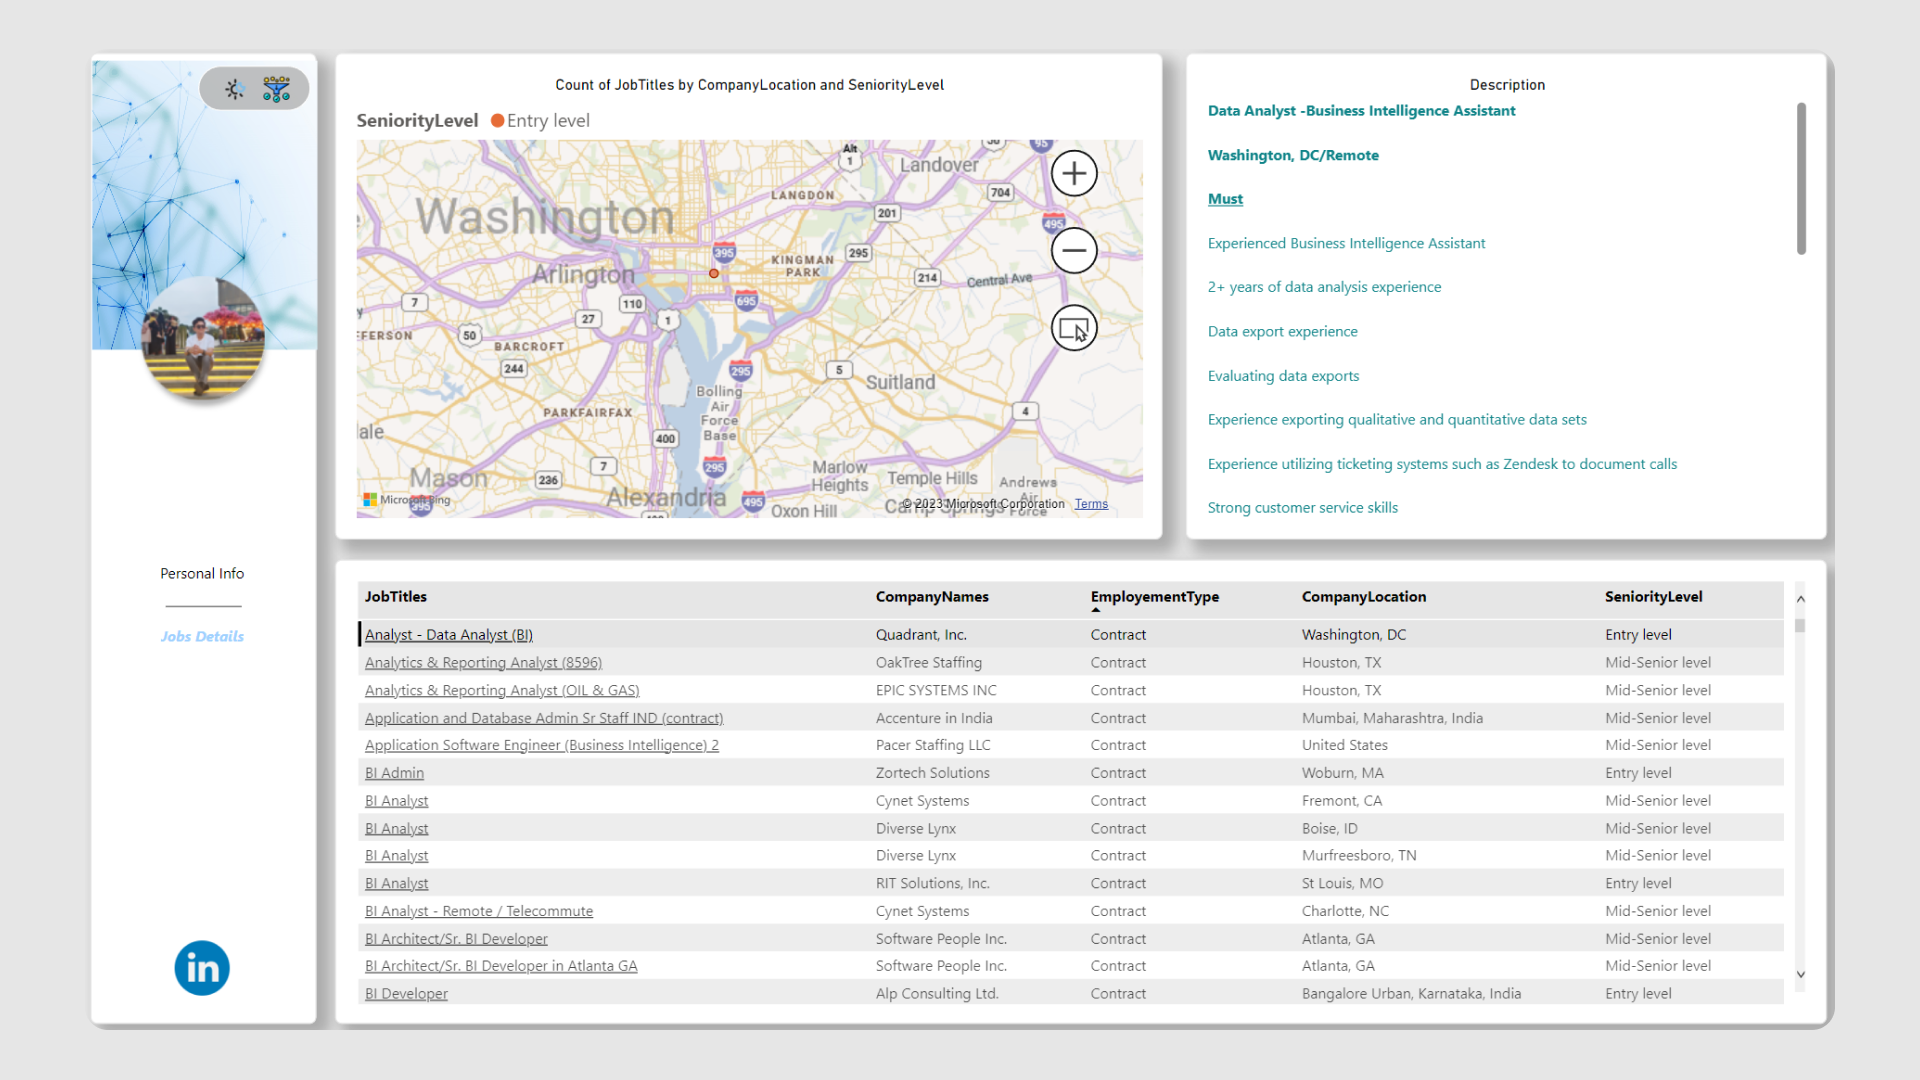 Count of JobTitles by CompanyLocation and SeniorityLevel
SeniorityLevel Entry level
Alt
1
95
Landover
704
LANGDON
201
495
Washington
395
KINGMAN
PARK
295
Arlington
214
Central Ave
7
110
695
27
1
FERSON
50
BARCROFT
244
295
5
Suitland
Bolling
Air
Force
Base
4
PARKFAIRFAX
400
ale
7
295
Marlow
Heights
Temple Hills
Andrews
Air
Force
Mason
236
Alexandria
495
395
Oxon Hill
Camp Springs
Microsoft Bing
© 2023 Microsoft Corporation Terms
Description
Data Analyst -Business Intelligence Assistant
Washington, DC/Remote
Must
Experienced Business Intelligence Assistant
2+ years of data analysis experience
Data export experience
Evaluating data exports
Experience exporting qualitative and quantitative data sets
Experience utilizing ticketing systems such as Zendesk to document calls
Strong customer service skills
Personal Info
Jobs Details
in
JobTitles CompanyNames EmployementType CompanyLocation SeniorityLevel
Analyst - Data Analyst (BI) Quadrant, Inc. Contract Washington, DC Entry level
Analytics & Reporting Analyst (8596) OakTree Staffing Contract Houston, TX Mid-Senior level
Analytics & Reporting Analyst (OIL & GAS) EPIC SYSTEMS INC Contract Houston, TX Mid-Senior level
Application and Database Admin Sr Staff IND (contract) Accenture in India Contract Mumbai, Maharashtra, India Mid-Senior level
Application Software Engineer (Business Intelligence) 2 Pacer Staffing LLC Contract United States Mid-Senior level
BI Admin Zortech Solutions Contract Woburn, MA Entry level
BI Analyst Cynet Systems Contract Fremont, CA Mid-Senior level
BI Analyst Diverse Lynx Contract Boise, ID Mid-Senior level
BI Analyst Diverse Lynx Contract Murfreesboro, TN Mid-Senior level
BI Analyst RIT Solutions, Inc. Contract St Louis, MO Entry level
BI Analyst - Remote / Telecommute Cynet Systems Contract Charlotte, NC Mid-Senior level
BI Architect/Sr. BI Developer Software People Inc. Contract Atlanta, GA Mid-Senior level
BI Architect/Sr. BI Developer in Atlanta GA Software People Inc. Contract Atlanta, GA Mid-Senior level
BI Developer Alp Consulting Ltd. Contract Bangalore Urban, Karnataka, India Entry level